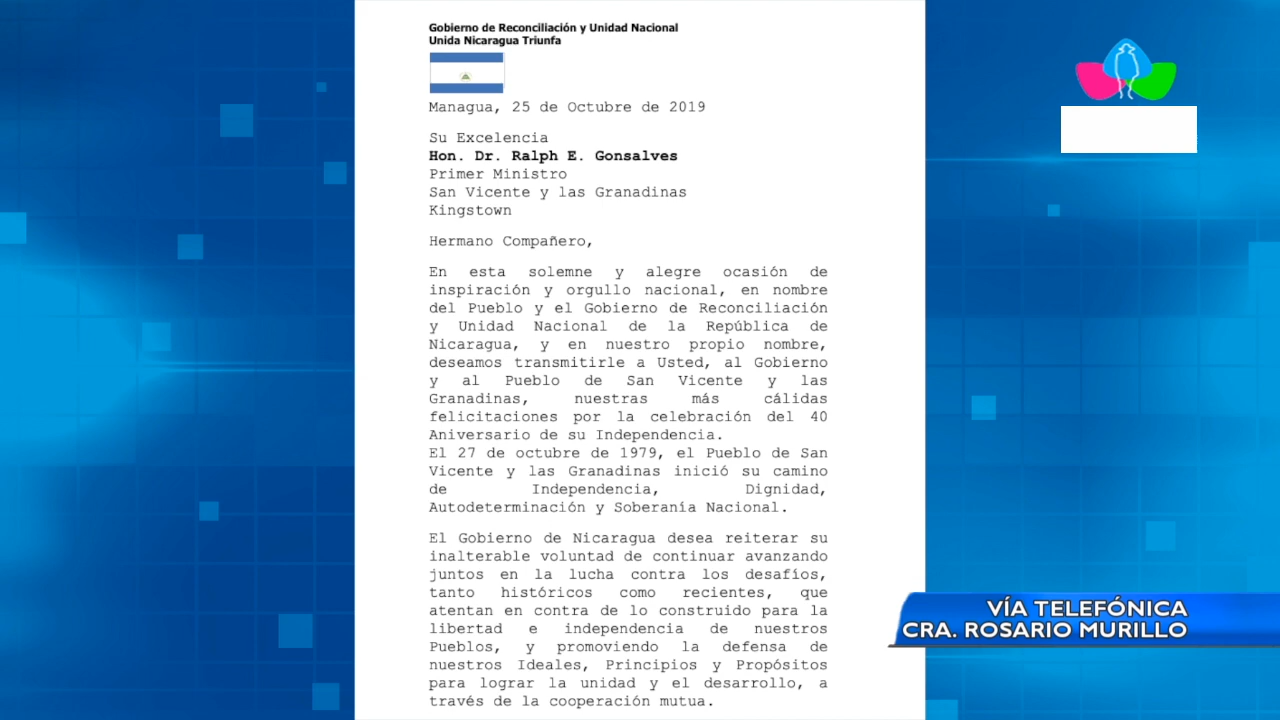 Gobierno de Reconciliación y Unidad Nacional
Unida Nicaragua Triunfa
Managua, 25 de Octubre de 2019
Su Excelencia
Hon. Dr. Ralph E. Gonsalves
Primer Ministro
San Vicente y las Granadinas
Kingstown
Hermano Compañero,
En esta solemne y alegre ocasión de
inspiración y orgullo nacional, en nombre
del Pueblo y el Gobierno de Reconciliación
y Unidad Nacional de la República de
Nicaragua, y en nuestro propio nombre,
deseamos transmitirle a Usted, al Gobierno
y al Pueblo de San Vicente y las
Granadinas, nuestras más cálidas
felicitaciones por la celebración del 40
Aniversario de su Independencia.
El 27 de octubre de 1979, el Pueblo de San
Vicente y las Granadinas inició su camino
de Independencia, Dignidad,
Autodeterminación y Soberanía Nacional.
El Gobierno de Nicaragua desea reiterar su
inalterable voluntad de continuar avanzando
juntos en la lucha contra los desafíos,
tanto históricos como recientes, que
atentan en contra de lo construido para la
libertad e independencia de nuestros
Pueblos, y promoviendo la defensa de
nuestros Ideales, Principios y Propósitos
para lograr la unidad y el desarrollo, a
través de la cooperación mutua.
VÍA TELEFÓNICA
CRA. ROSARIO MURILLO